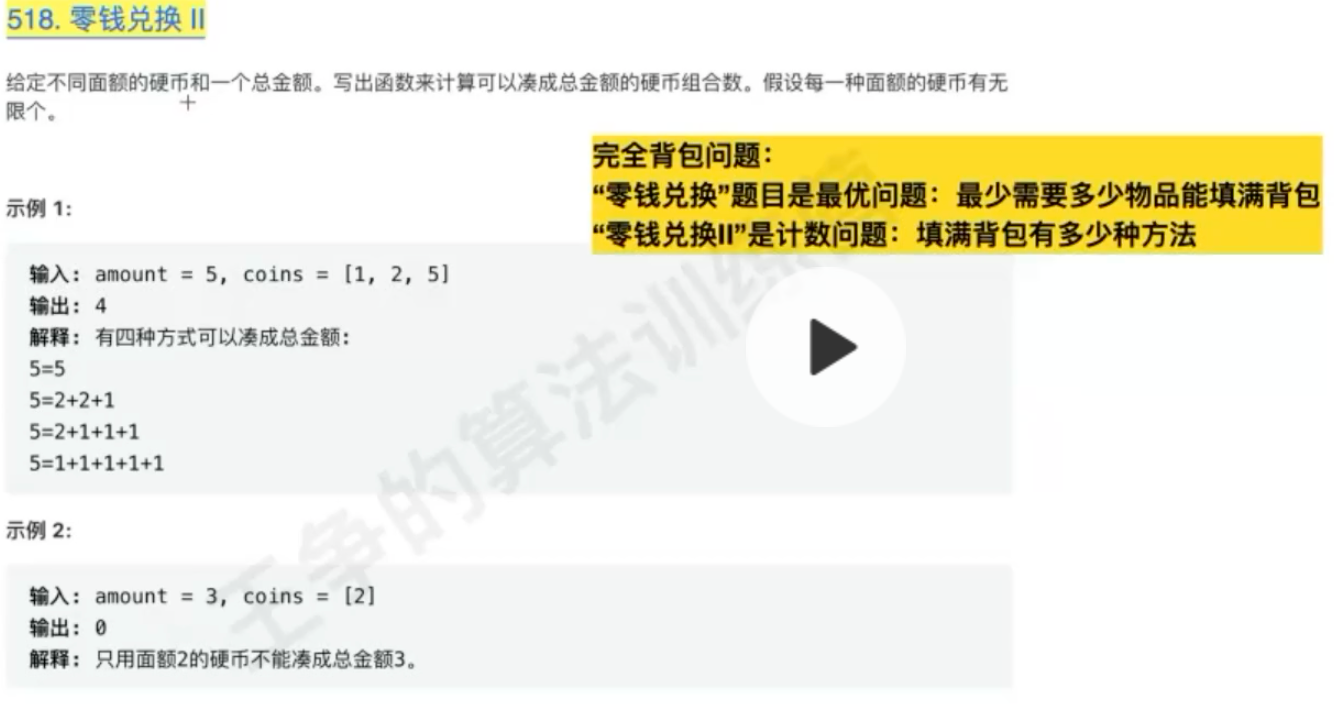 518. 零钱兑换 II
给定不同面额的硬币和一个总金额。写出函数来计算可以凑成总金额的硬币组合数。假设每一种面额的硬币有无
限个。
完全背包问题：
“零钱兑换”题目是最优问题：最少需要多少物品能填满背包
“零钱兑换II”是计数问题：填满背包有多少种方法
示例 1:
输入: amount = 5, coins = [1, 2, 5]
输出: 4
解释: 有四种方式可以凑成总金额:
5=5
5=2+2+1
5=2+1+1+1
5=1+1+1+1+1
示例 2:
输入: amount = 3, coins = [2]
输出: 0
解释: 只用面额2的硬币不能凑成总金额3。
王争的算法训练营